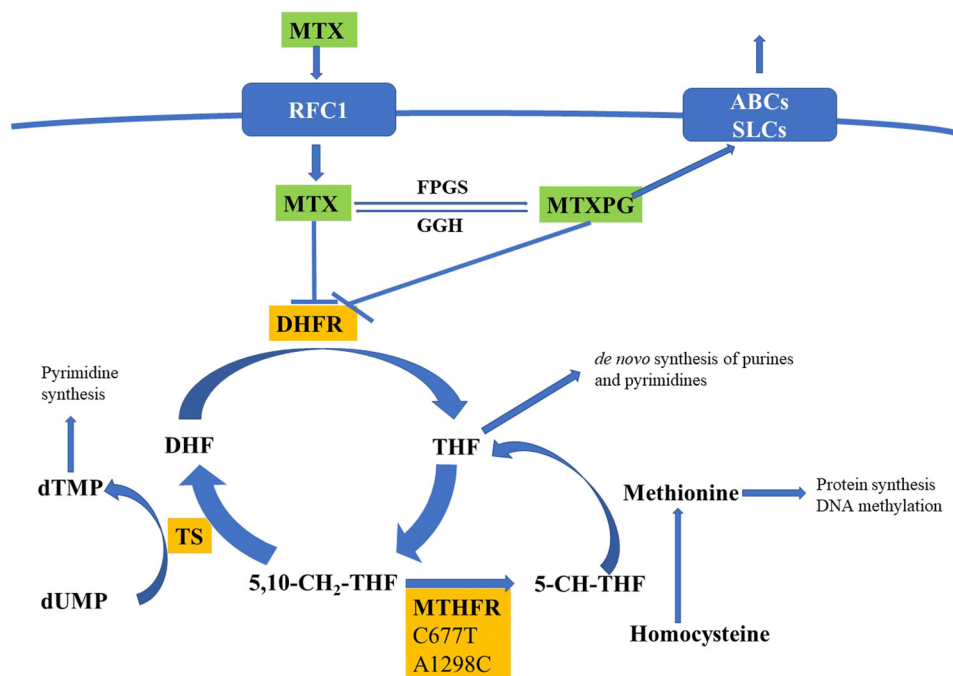 MTX
RFC1
ABCs
SLCs
MTX
FPGS
GGH
MTXPG
DHFR
Pyrimidine
synthesis
de novo synthesis of purines
and pyrimidines
DHF
THF
dTMP
Methionine
Protein synthesis
DNA methylation
TS
5,10-CH₂-THF
5-CH-THF
dUMP
MTHFR
C677T
A1298C
Homocysteine